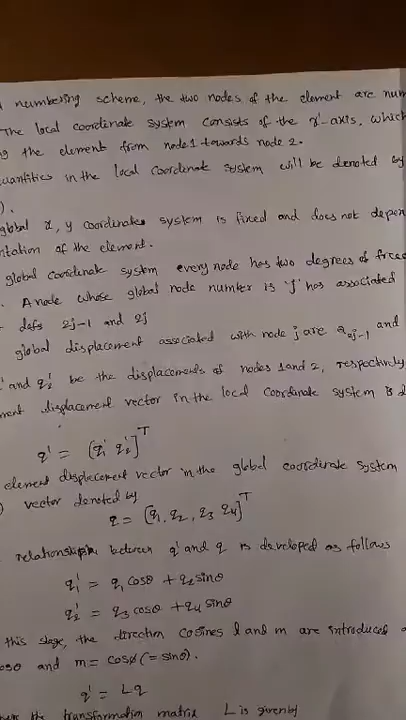 numbering scheme, the two nodes of the element are num
The local coordinate system consists of the x'-axis, which
the element from node 1 towards node 2.
uantities in the local coordinate system will be denoted by
).
global x, y coordinates system is fixed and does not depen
ntation of the element.
global coordinate system every node has two degrees of free
. A node whose global node number is 'j' has associated
dofs 2j-1 and 2j
global displacement associated with node j are q2j-1 and
and q2' be the displacements of nodes 1 and 2, respectively
ment displacement vector in the local coordinate system is d
q' = [q1' q2']^T
element displacement vector in the global coordinate system
) vector denoted by
q = [q1, q2, q3 q4]^T
relationship between q' and q is developed as follows
q1' = q1 cosθ + q2 sinθ
q2' = q3 cosθ + q4 sinθ
this stage, the direction cosines l and m are introduced
cosθ and m = cosφ (= sinθ).
q' = Lq
the transformation matrix L is given by